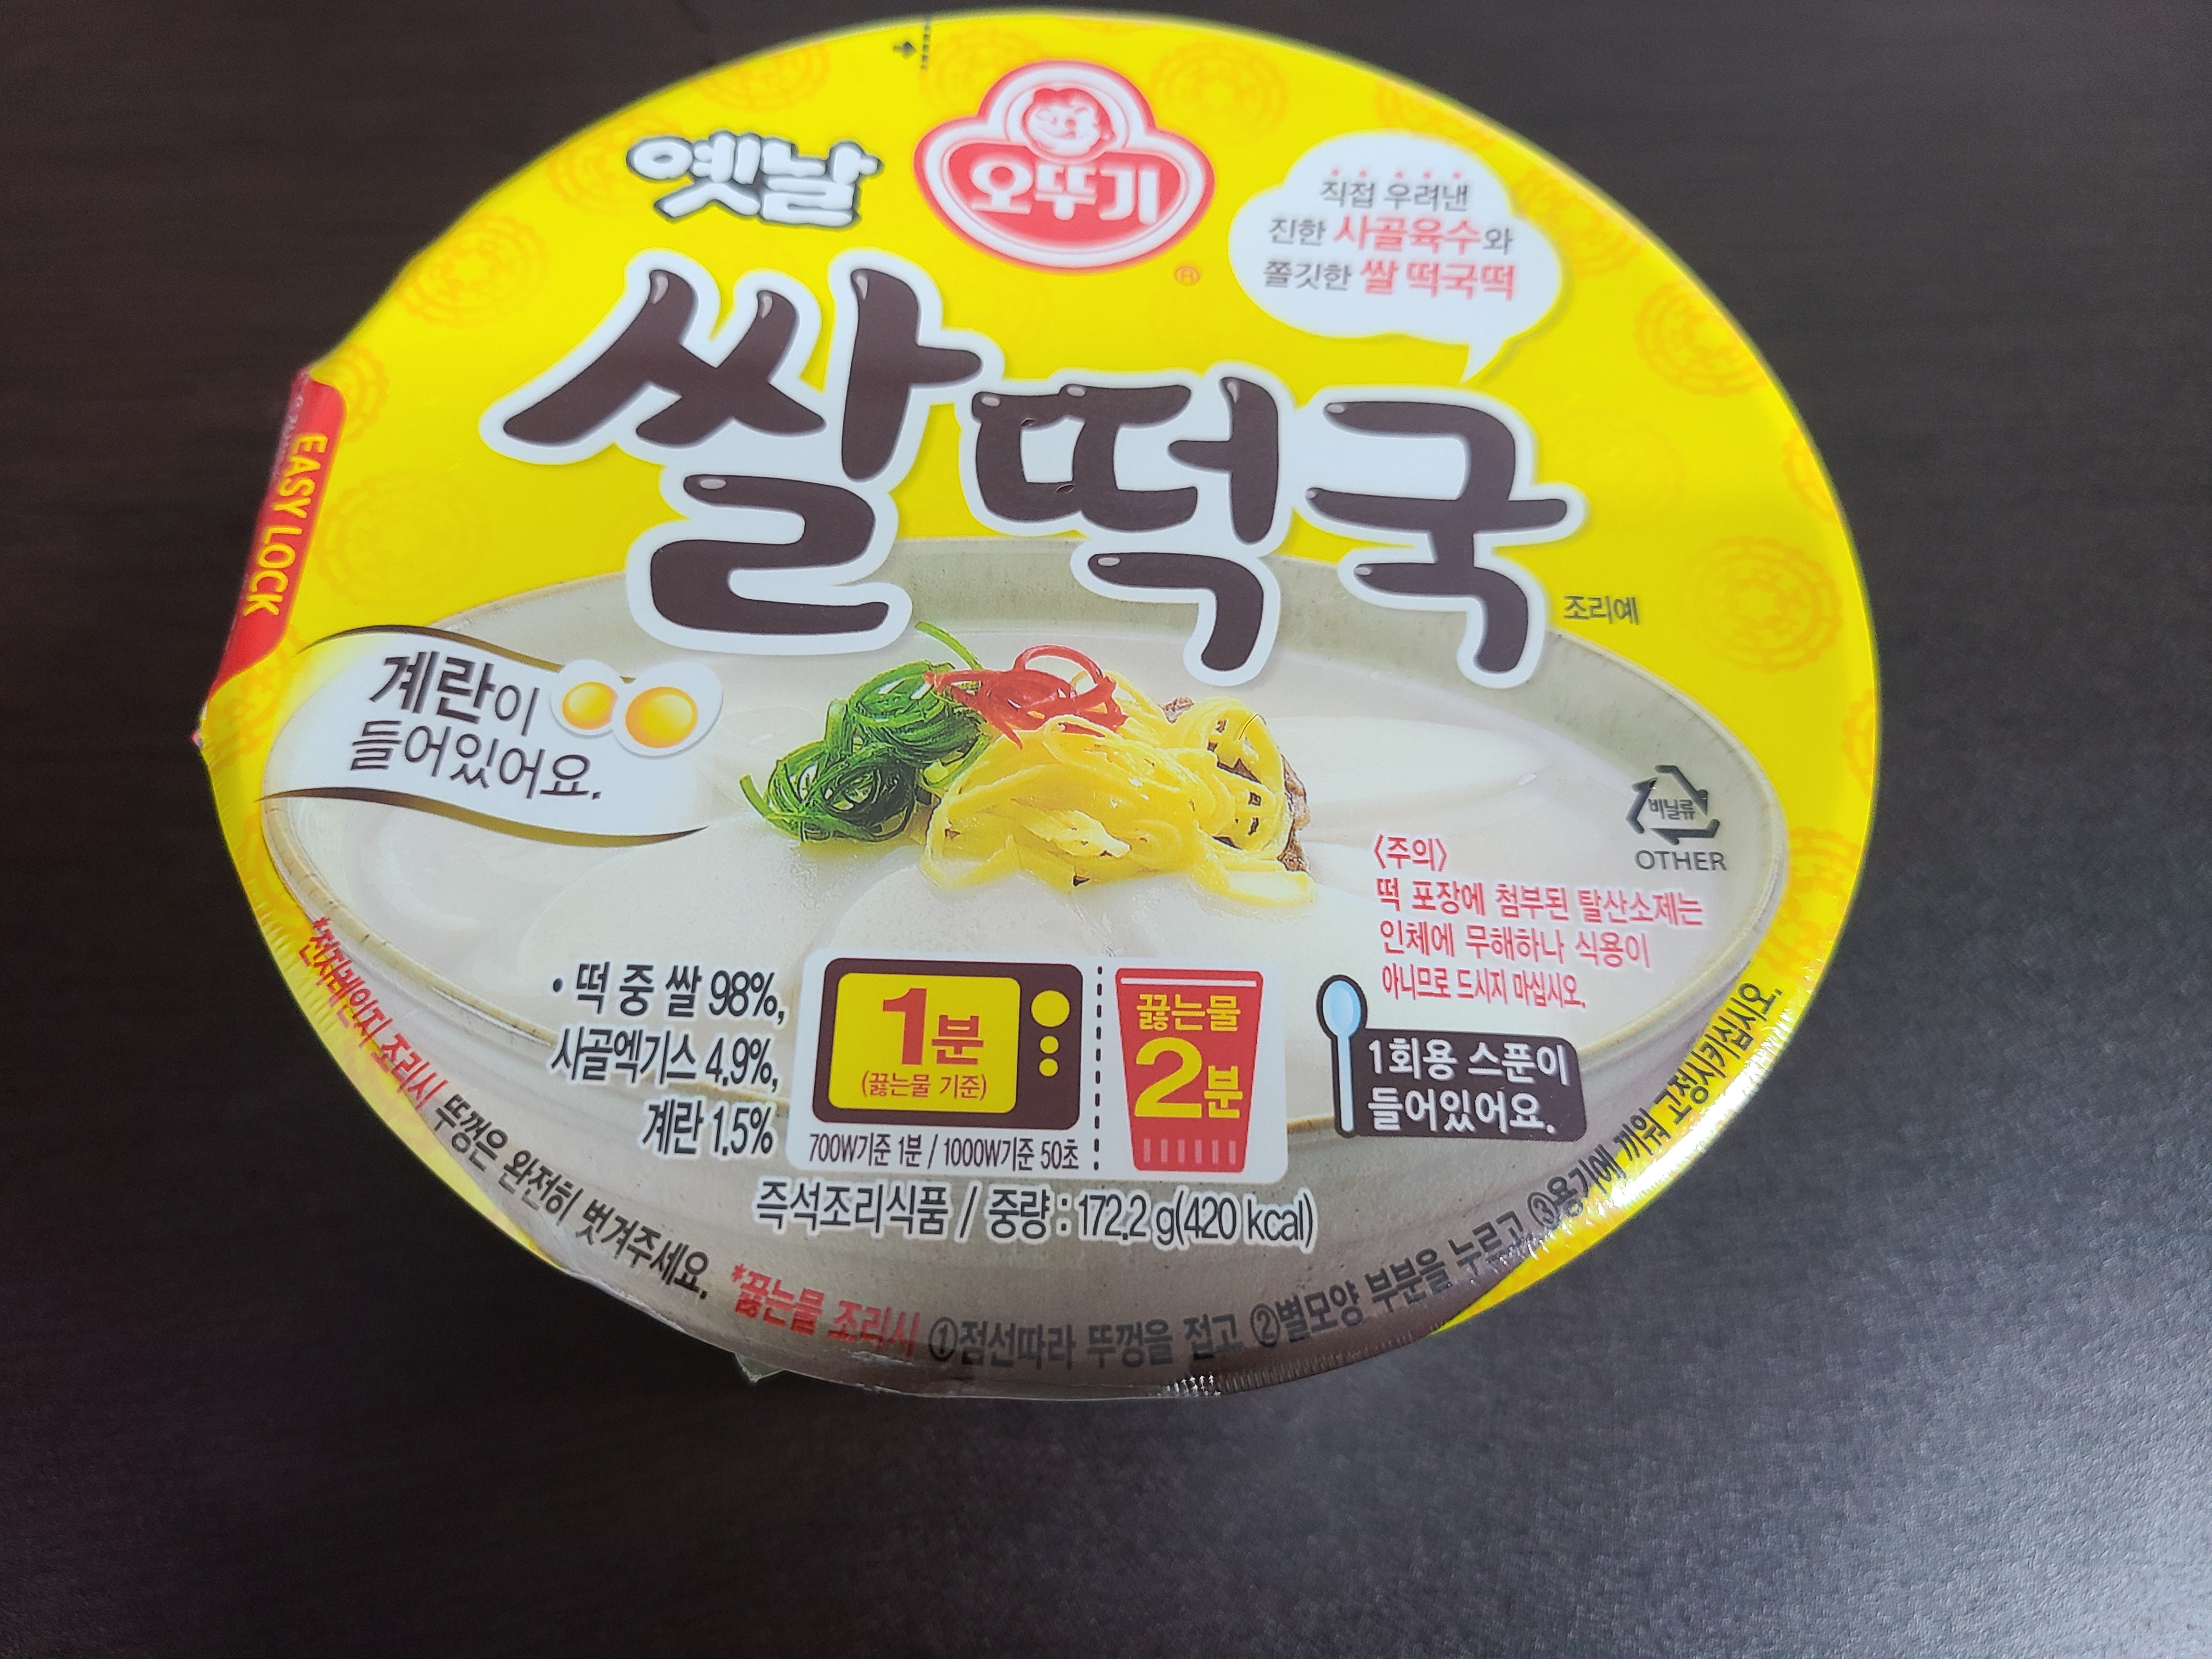 옛날
오뚜기
®
직접 우려낸
진한 사골육수와
쫄깃한 쌀 떡국떡
쌀떡국
조리예
EASY LOCK
계란이
들어있어요.
비닐류
OTHER
<주의>
떡 포장에 첨부된 탈산소제는
인체에 무해하나 식용이
아니므로 드시지 마십시오.
• 떡 중 쌀 98%,
사골엑기스 4.9%,
계란 1.5%
1분
(끓는물 기준)
700W기준 1분 / 1000W기준 50초
끓는물
2분
1회용 스푼이
들어있어요.
즉석조리식품 / 중량 : 172.2 g(420 kcal)
*전자레인지 조리시 뚜껑은 완전히 벗겨주세요. *끓는물 조리시 ①점선따라 뚜껑을 접고 ②별모양 부분을 누르고 ③용기에 끼워 고정시키십시오.